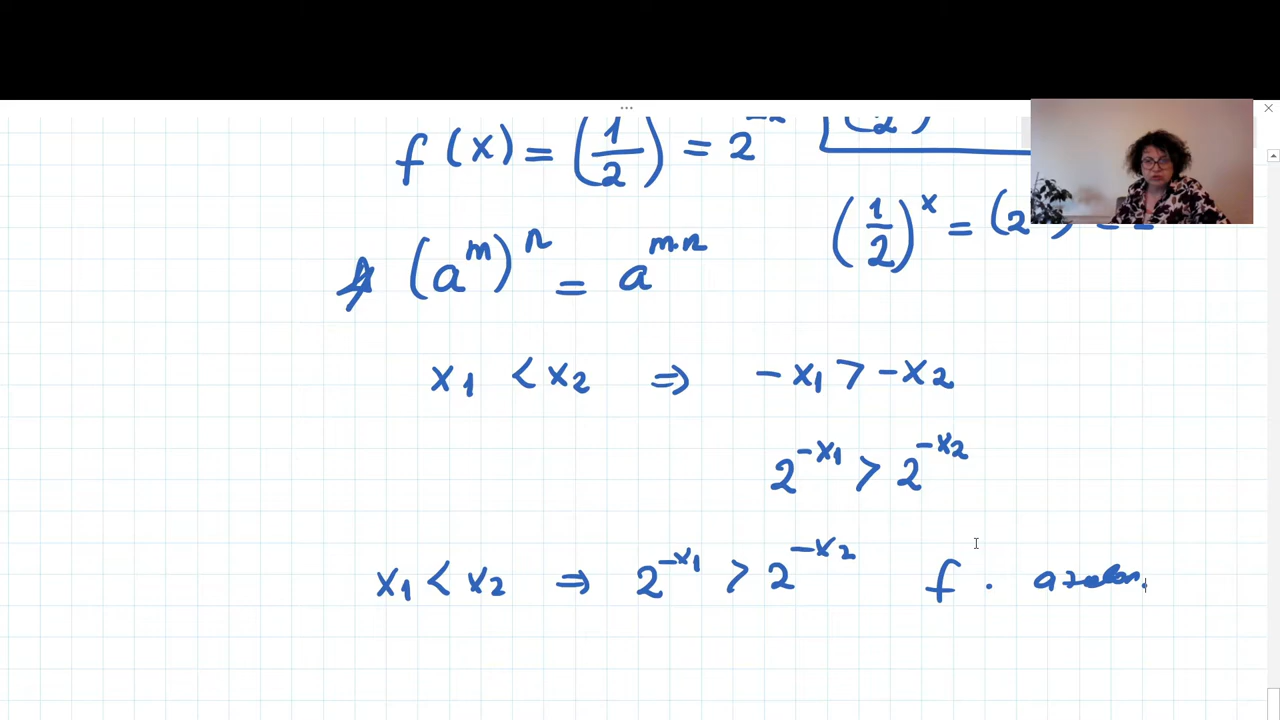 f(x) = (1/2) = 2
(1/2)^x = (2
(a^m)^n = a^{m.n}
x₁ < x₂ ⇒ -x₁ > -x₂
2^{-x₁} > 2^{-x₂}
x₁ < x₂ ⇒ 2^{-x₁} > 2^{-x₂} f . azalan.